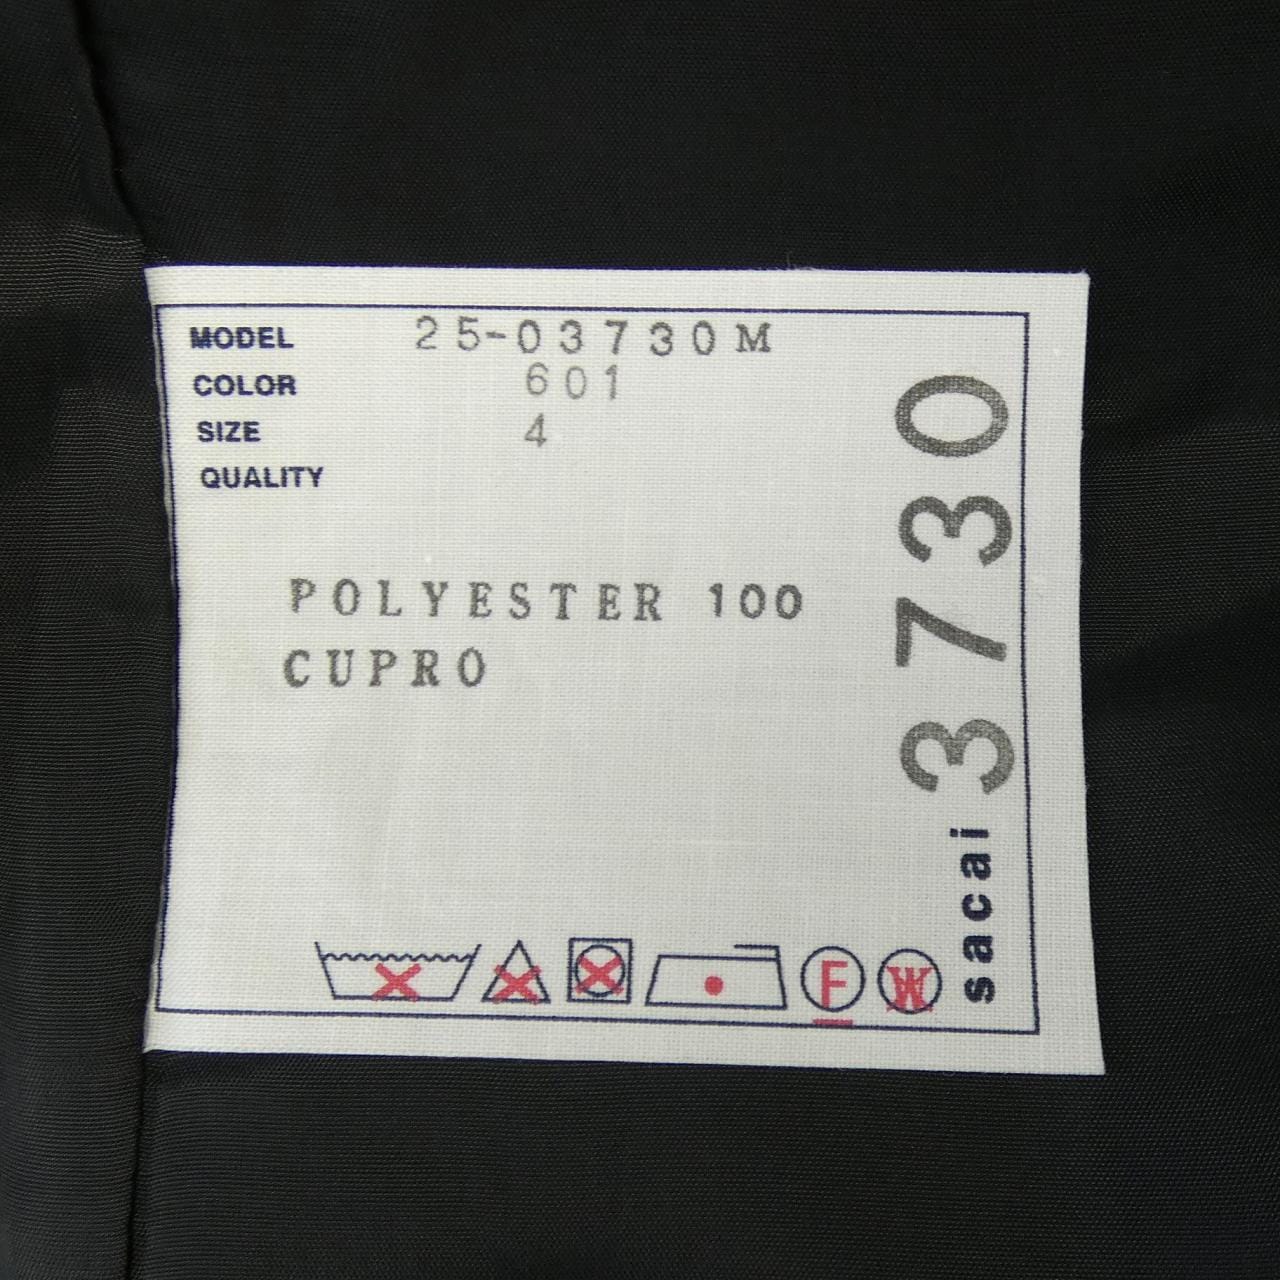 MODEL 25-03730M
COLOR 601
SIZE 4
QUALITY
POLYESTER 100
CUPRO
F
W
sacai 3730